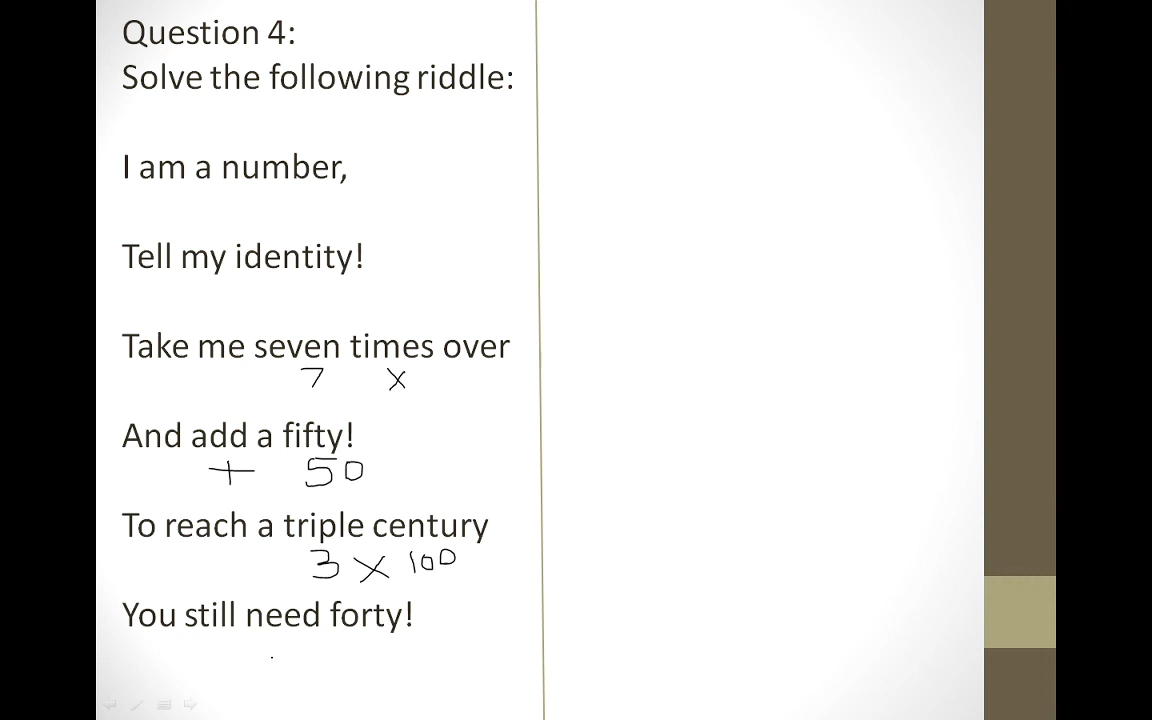 Question 4:
Solve the following riddle:
I am a number,
Tell my identity!
Take me seven times over
7 x
And add a fifty!
+ 50
To reach a triple century
3 x 100
You still need forty!